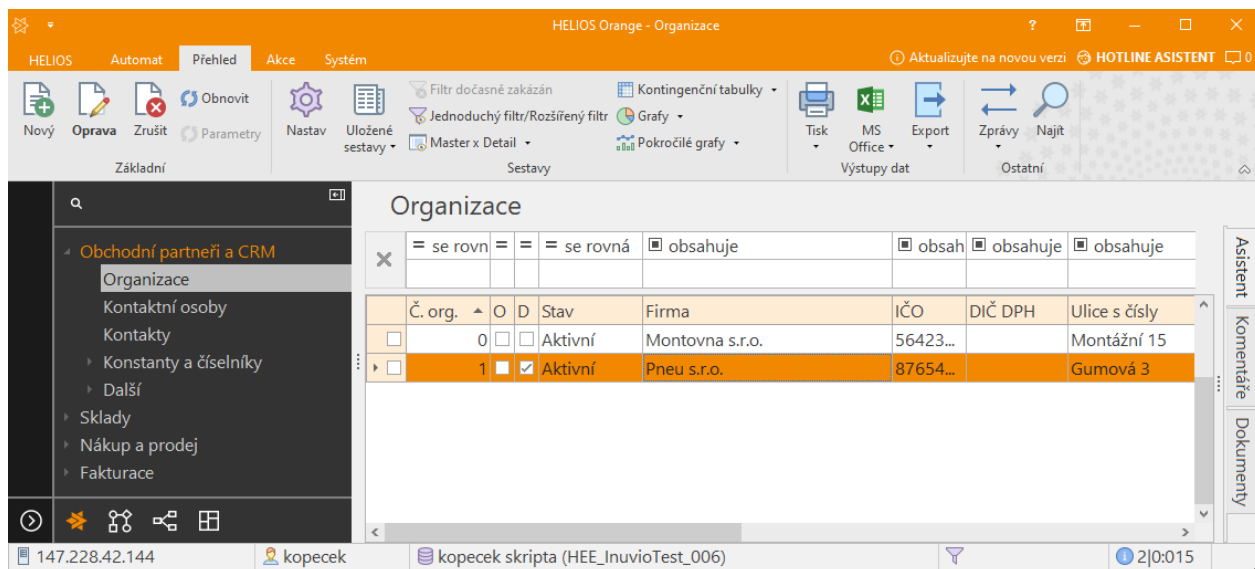 HELIOS Orange - Organizace
?
HELIOS Automat Přehled Akce Systém
Aktualizujte na novou verzi HOTLINE ASISTENT 0
Nový
Oprava
Zrušit
Obnovit
Parametry
Základní
Nastav
Uložené
sestavy
Filtr dočasně zakázán
Jednoduchý filtr/Rozšířený filtr
Master x Detail
Kontingenční tabulky
Grafy
Pokročilé grafy
Sestavy
Tisk
MS
Office
Export
Výstupy dat
Zprávy
Najít
Ostatní
Obchodní partneři a CRM
Organizace
Kontaktní osoby
Kontakty
Konstanty a číselníky
Další
Sklady
Nákup a prodej
Fakturace
Organizace
= se rovn = = = se rovná obsahuje obsah obsahuje obsahuje
Č. org. O D Stav Firma IČO DIČ DPH Ulice s čísly
0 Aktivní Montovna s.r.o. 56423... Montážní 15
1 Aktivní Pneu s.r.o. 87654... Gumová 3
Asistent
Komentáře
Dokumenty
147.228.42.144 kopecek kopecek skripta (HEE_InuvioTest_006) 2|0:015